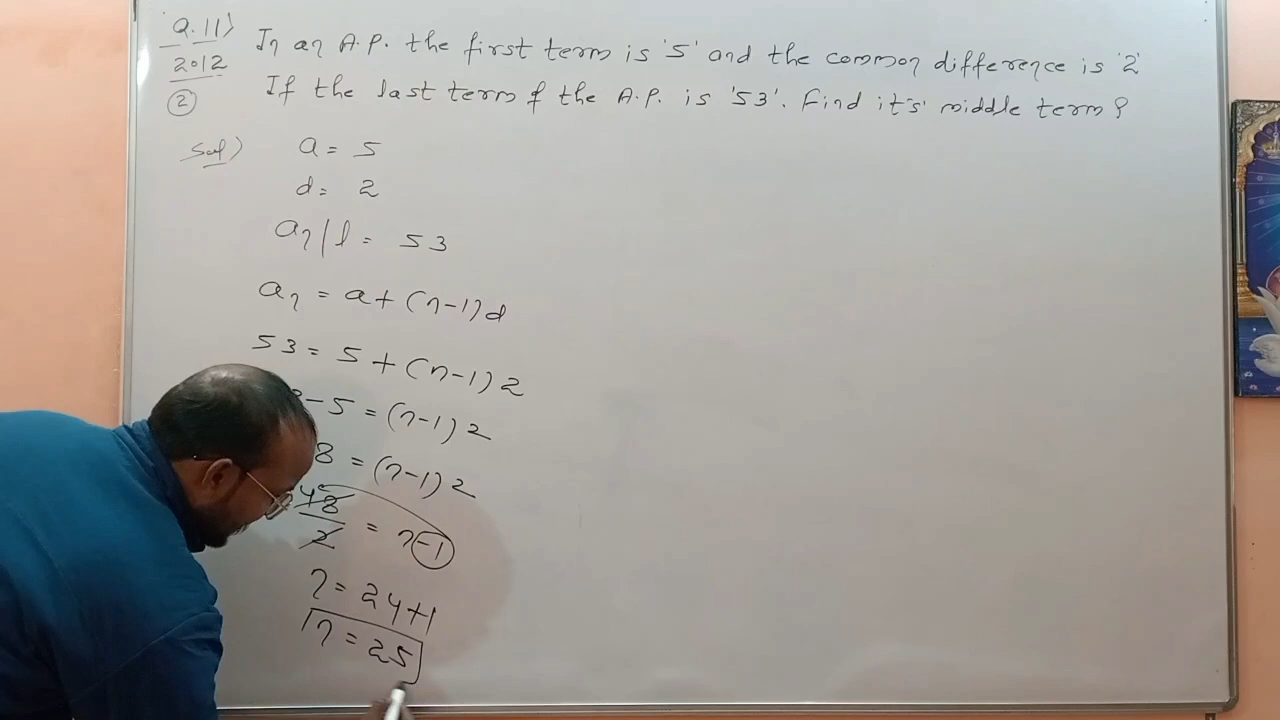 Q.11) In an A.P. the first term is '5' and the common difference is '2'
2012 If the last term of the A.P. is '53'. Find it's middle term?
2
Sol) a = 5
d = 2
an/l = 53
an = a + (n-1)d
53 = 5 + (n-1)2
- 5 = (n-1)2
8 = (n-1)2
48/2 = n-1
n = 24+1
n = 25